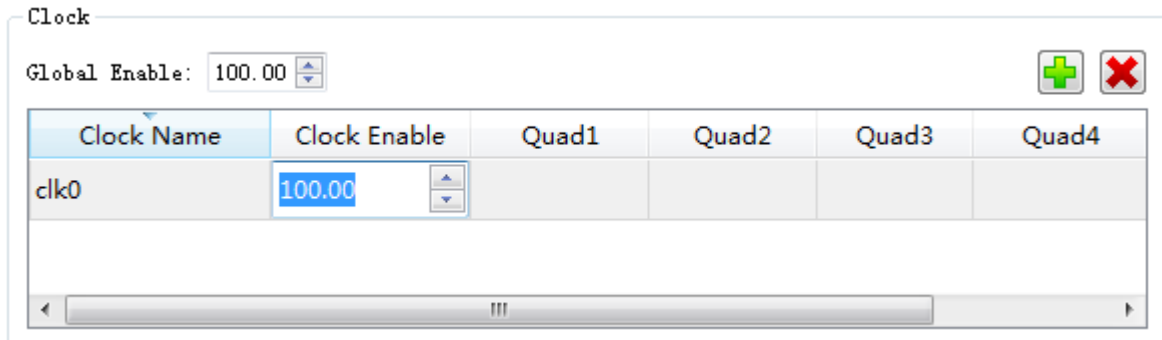 Clock
Global Enable: 100.00
Clock Name Clock Enable Quad1 Quad2 Quad3 Quad4
clk0 100.00